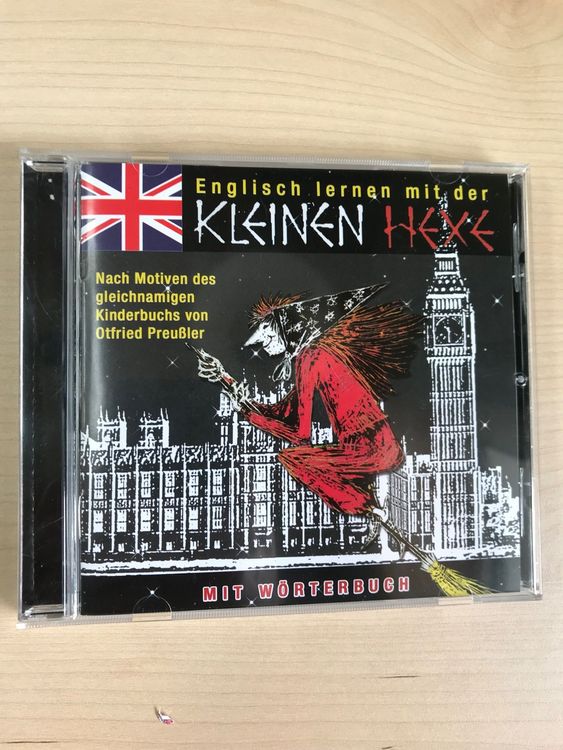 Englisch lernen mit der
KLEINEN HEXE
Nach Motiven des
gleichnamigen
Kinderbuchs von
Otfried Preußler
MIT WÖRTERBUCH